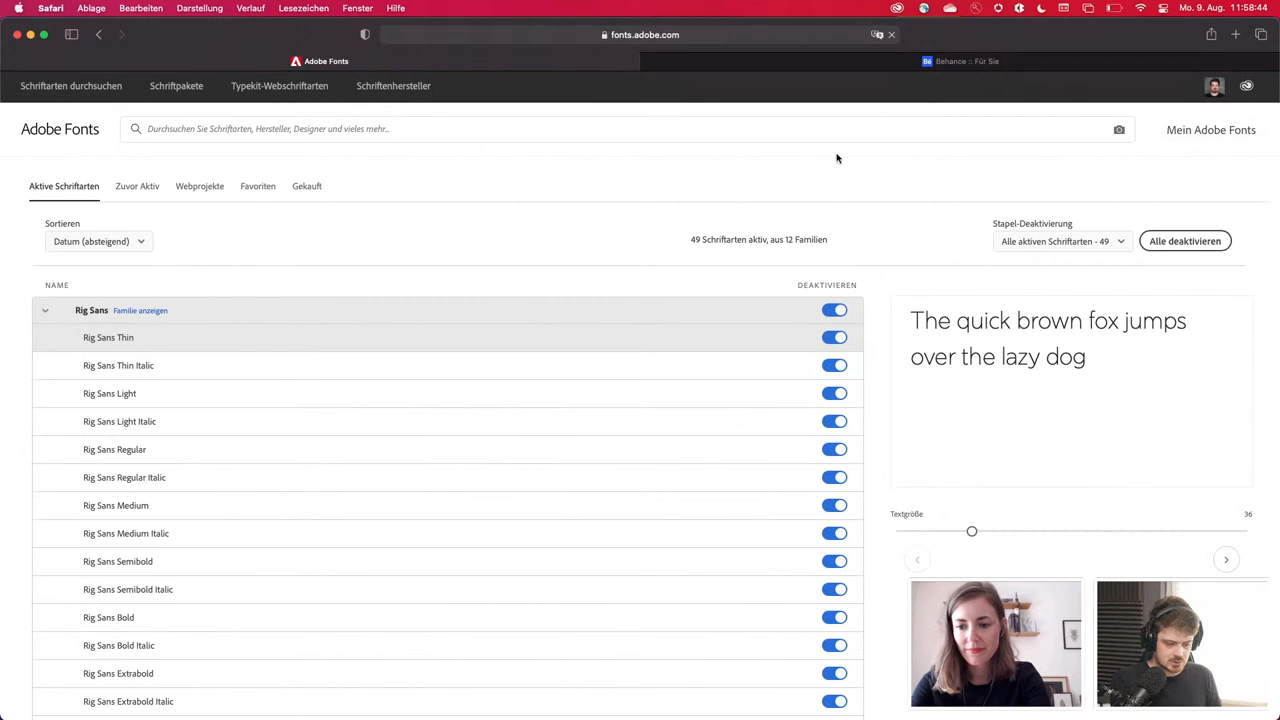 Safari Ablage Bearbeiten Darstellung Verlauf Lesezeichen Fenster Hilfe Mo. 9. Aug. 11:58:44
fonts.adobe.com
Adobe Fonts
Bē Behance :: Für Sie
Schriftarten durchsuchen Schriftpakete Typekit-Webschriftarten Schriftenhersteller
Adobe Fonts Durchsuchen Sie Schriftarten, Hersteller, Designer und vieles mehr... Mein Adobe Fonts
Aktive Schriftarten Zuvor Aktiv Webprojekte Favoriten Gekauft
Sortieren
Datum (absteigend)
49 Schriftarten aktiv, aus 12 Familien
Stapel-Deaktivierung
Alle aktiven Schriftarten - 49 Alle deaktivieren
NAME DEAKTIVIEREN
Rig Sans Familie anzeigen
Rig Sans Thin
Rig Sans Thin Italic
Rig Sans Light
Rig Sans Light Italic
Rig Sans Regular
Rig Sans Regular Italic
Rig Sans Medium
Rig Sans Medium Italic
Rig Sans Semibold
Rig Sans Semibold Italic
Rig Sans Bold
Rig Sans Bold Italic
Rig Sans Extrabold
Rig Sans Extrabold Italic
The quick brown fox jumps
over the lazy dog
Textgröße 36